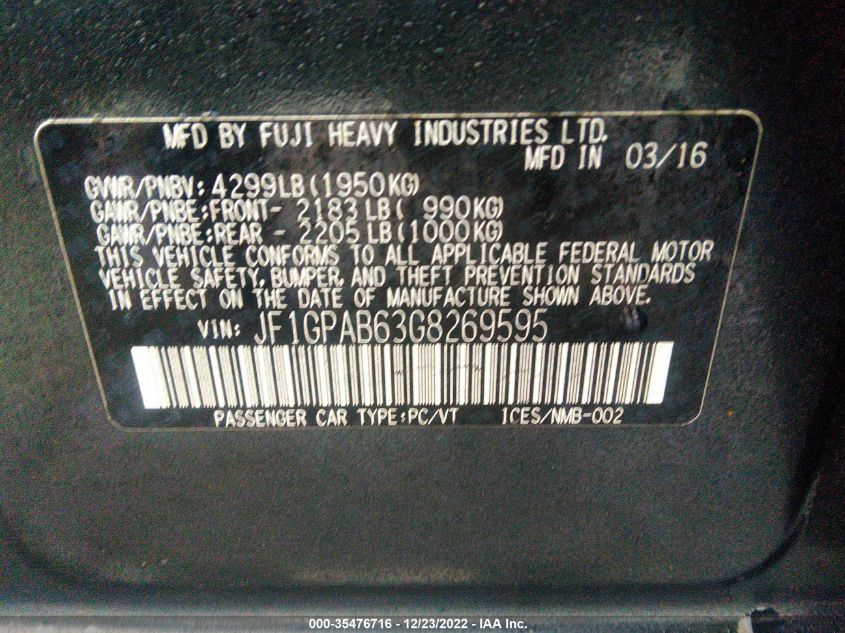 MFD BY FUJI HEAVY INDUSTRIES LTD.
MFD IN 03/16
GVWR/PNBV: 4299LB(1950KG)
GAWR/PNBE:FRONT- 2183LB( 990KG)
GAWR/PNBE:REAR - 2205LB(1000KG)
THIS VEHICLE CONFORMS TO ALL APPLICABLE FEDERAL MOTOR
VEHICLE SAFETY, BUMPER, AND THEFT PREVENTION STANDARDS
IN EFFECT ON THE DATE OF MANUFACTURE SHOWN ABOVE.
VIN: JF1GPAB63G8269595
PASSENGER CAR TYPE:PC/VT ICES/NMB-002
000-35476716 - 12/23/2022 - IAA Inc.